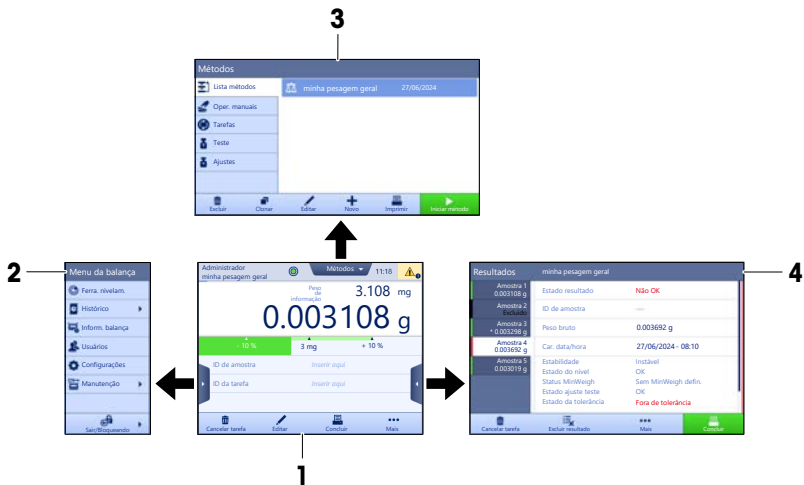 3
Métodos
Lista métodos
minha pesagem geral 27/06/2024
Oper. manuais
Tarefas
Teste
Ajustes
Excluir Clonar Editar Novo Imprimir Iniciar método
2
Menu da balança
Ferra. nivelam.
Histórico
Inform. balança
Usuários
Configurações
Manutenção
Sair/Bloqueando
Administrador
minha pesagem geral
Métodos 11:18
Peso
de
informação
3.108 mg
0.003108 g
- 10 % 3 mg + 10 %
ID de amostra Inserir aqui
ID da tarefa Inserir aqui
Cancelar tarefa Editar Concluir Mais
1
4
Resultados minha pesagem geral
Amostra 1
0.003108 g
Amostra 2
Excluído
Amostra 3
* 0.003298 g
Amostra 4
0.003692 g
Amostra 5
0.003019 g
Estado resultado Não OK
ID de amostra ---
Peso bruto 0.003692 g
Car. data/hora 27/06/2024 - 08:10
Estabilidade Instável
Estado do nível OK
Status MinWeigh Sem MinWeigh defin.
Estado ajuste teste OK
Estado da tolerância Fora de tolerância
Cancelar tarefa Excluir resultado Mais Concluir